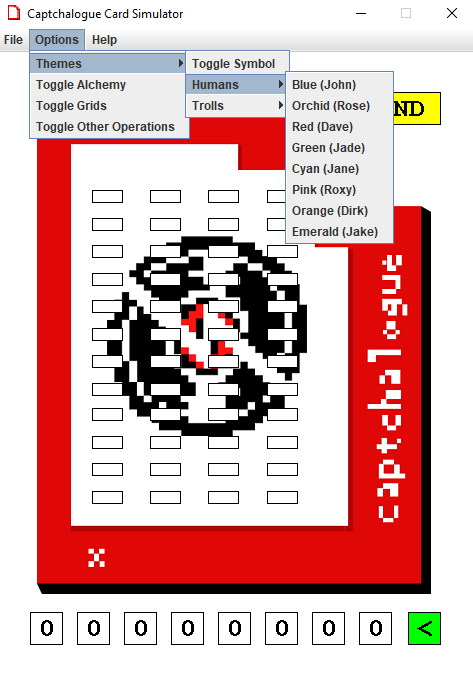 Captchalogue Card Simulator
File Options Help
Themes
Toggle Alchemy
Toggle Grids
Toggle Other Operations
Toggle Symbol
Humans
Trolls
Blue (John)
Orchid (Rose)
Red (Dave)
Green (Jade)
Cyan (Jane)
Pink (Roxy)
Orange (Dirk)
Emerald (Jake)
ND
captchalogue
0 0 0 0 0 0 0 0 <